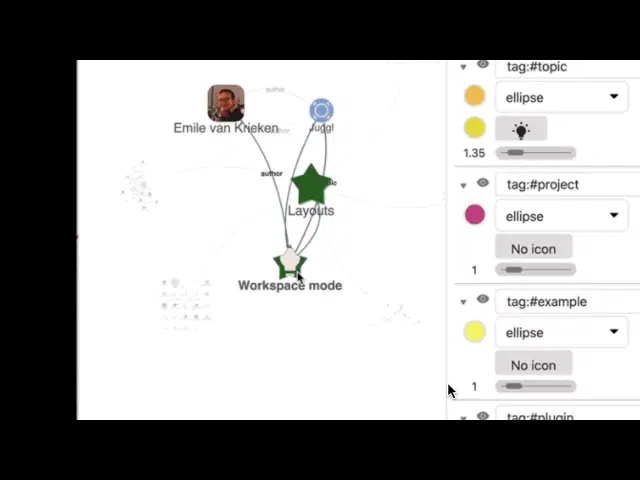 author
Emile van Krieken
Juggl
author
Layouts
Workspace mode
tag:#topic
ellipse
1.35
tag:#project
ellipse
No icon
1
tag:#example
ellipse
No icon
1
tag:#plugin